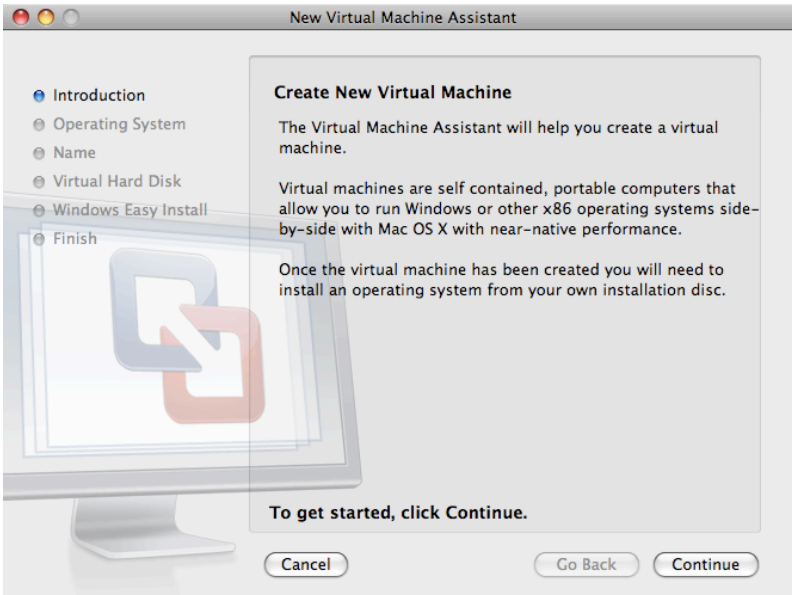 New Virtual Machine Assistant
Introduction
Operating System
Name
Virtual Hard Disk
Windows Easy Install
Finish
Create New Virtual Machine
The Virtual Machine Assistant will help you create a virtual
machine.
Virtual machines are self contained, portable computers that
allow you to run Windows or other x86 operating systems side-
by-side with Mac OS X with near-native performance.
Once the virtual machine has been created you will need to
install an operating system from your own installation disc.
To get started, click Continue.
Cancel
Go Back
Continue